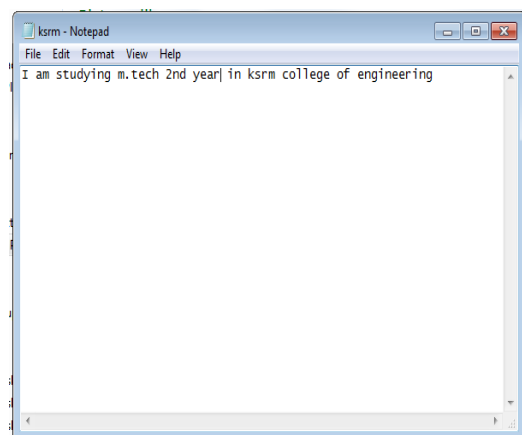 ksrm - Notepad
File Edit Format View Help
I am studying m.tech 2nd year in ksrm college of engineering